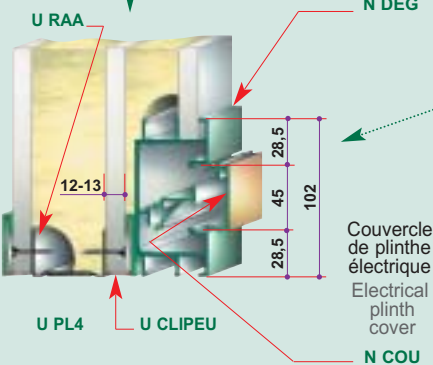 N DEG
U RAA
28,5
12-13
45
102
28,5
Couvercle
de plinthe
électrique
Electrical
plinth
cover
U PL4
U CLIPEU
N COU